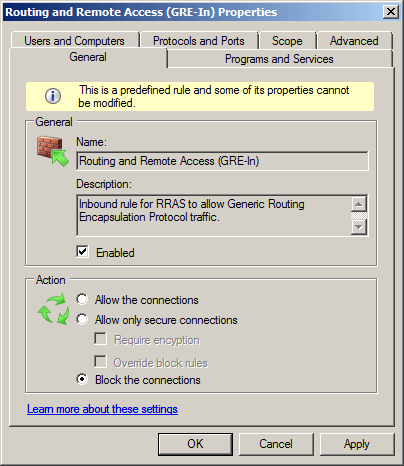 Routing and Remote Access (GRE-In) Properties
Users and Computers
Protocols and Ports
Scope
Advanced
General
Programs and Services
This is a predefined rule and some of its properties cannot
be modified.
General
Name:
Routing and Remote Access (GRE-In)
Description:
Inbound rule for RRAS to allow Generic Routing
Encapsulation Protocol traffic.
Enabled
Action
Allow the connections
Allow only secure connections
Require encyption
Override block rules
Block the connections
Learn more about these settings
OK
Cancel
Apply